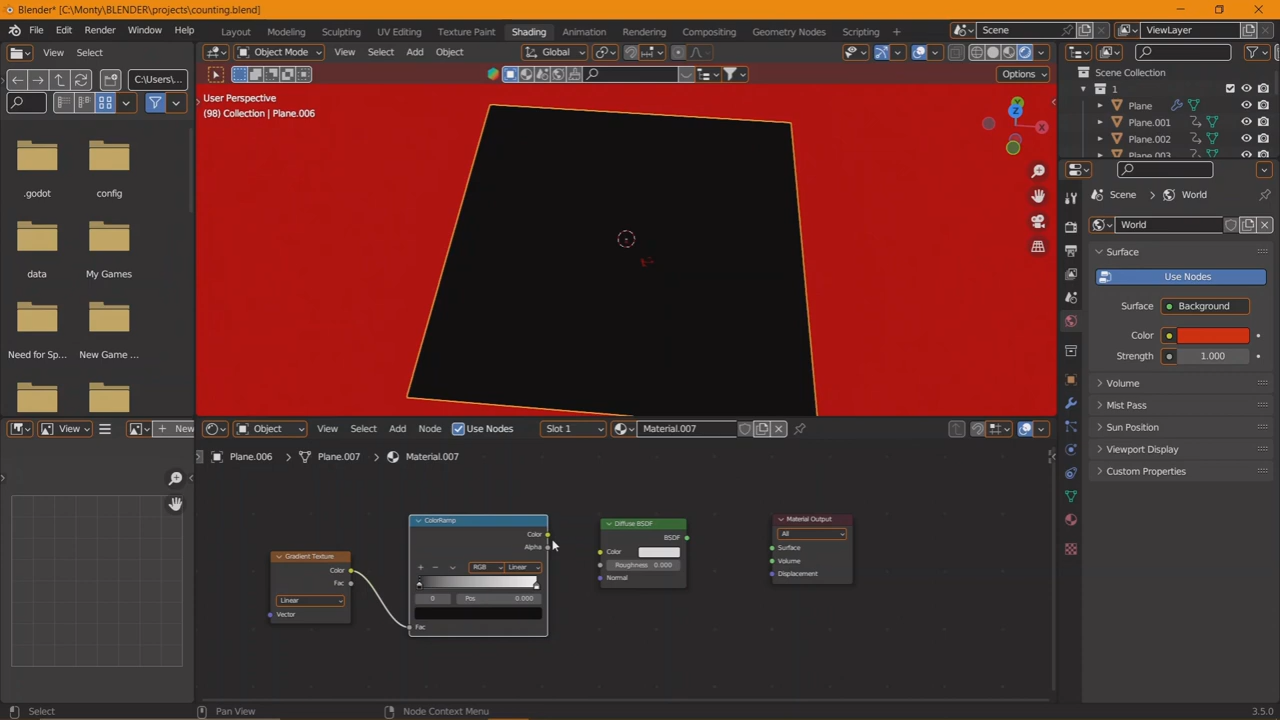 Blender* [C:\Monty\BLENDER\projects\counting.blend]
File Edit Render Window Help Layout Modeling Sculpting UV Editing Texture Paint Shading Animation Rendering Compositing Geometry Nodes Scripting Scene ViewLayer
View Select Object Mode View Select Add Object Global
C:\Users\... Options
User Perspective
(98) Collection | Plane.006
Z
X
Scene Collection
1
Plane
Plane.001
Plane.002
Plane.003
.godot config
data My Games
Need for Sp... New Game ...
Scene > World
World
Surface
Use Nodes
Surface Background
Color
Strength 1.000
Volume
Mist Pass
Sun Position
Viewport Display
Custom Properties
View New Object View Select Add Node Use Nodes Slot 1 Material.007
Plane.006 > Plane.007 > Material.007
Gradient Texture
Color
Fac
Linear
Vector
ColorRamp
Color
Alpha
RGB Linear
0 Pos 0.000
Fac
Diffuse BSDF
BSDF
Color
Roughness 0.000
Normal
Material Output
All
Surface
Volume
Displacement
Select Pan View Node Context Menu 3.5.0